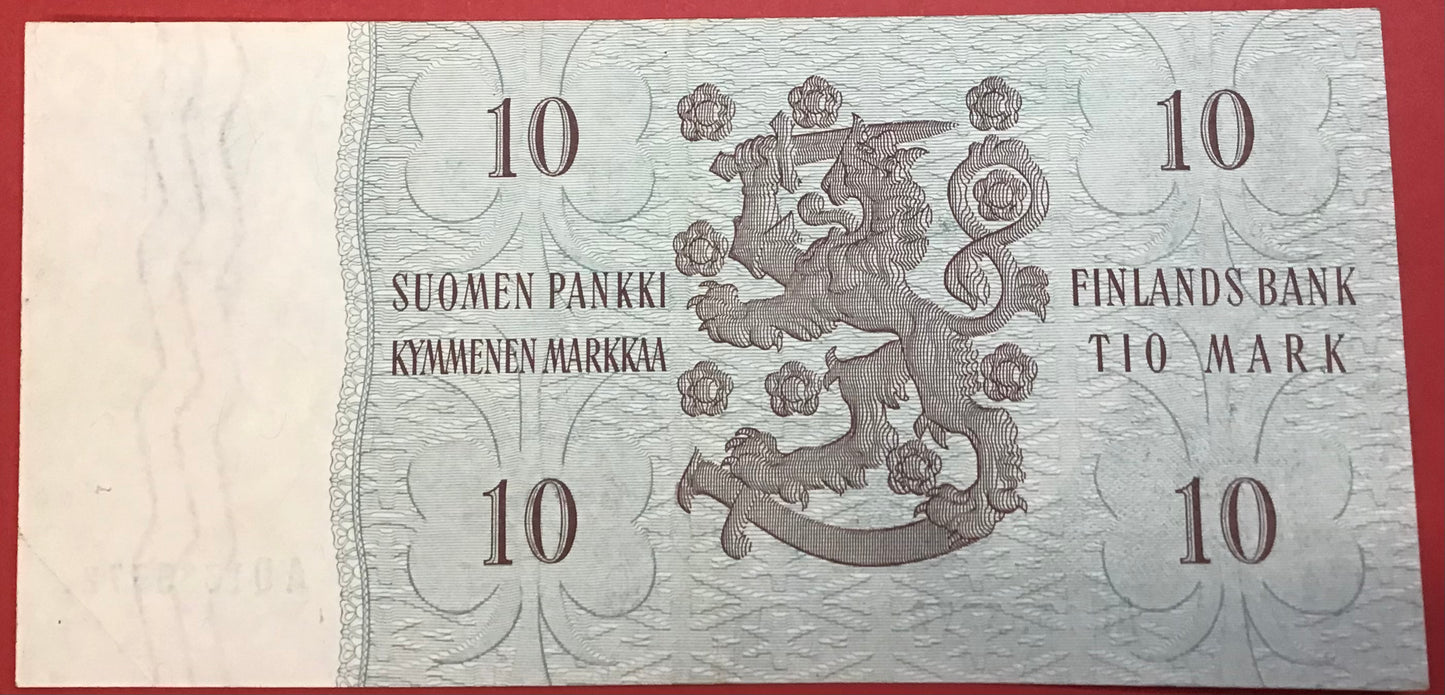 10
10
SUOMEN PANKKI
FINLANDS BANK
KYMMENEN MARKKAA
TIO MARK
10
10